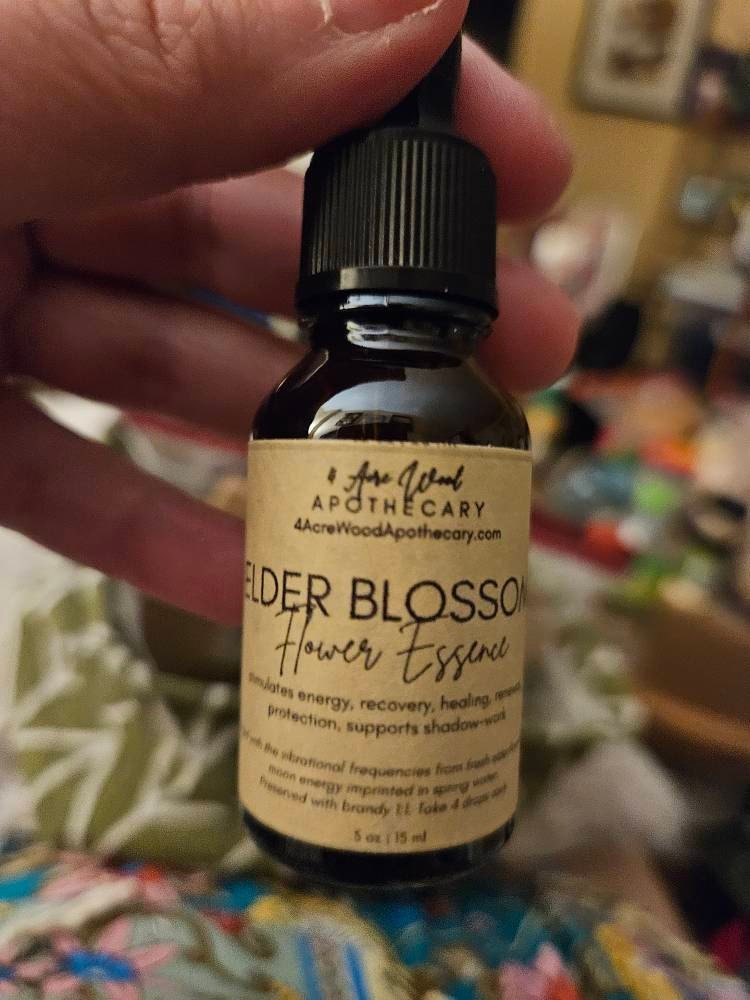 4 Acre Wood
APOTHECARY
4AcreWoodApothecary.com
ELDER BLOSSOM
Flower Essence
stimulates energy, recovery, healing,
protection, supports shadow-work
with the vibrational frequencies from fresh
moon energy imprinted in spring water.
Preserved with brandy 1:1. Take 4 drops
5 oz | 15 ml